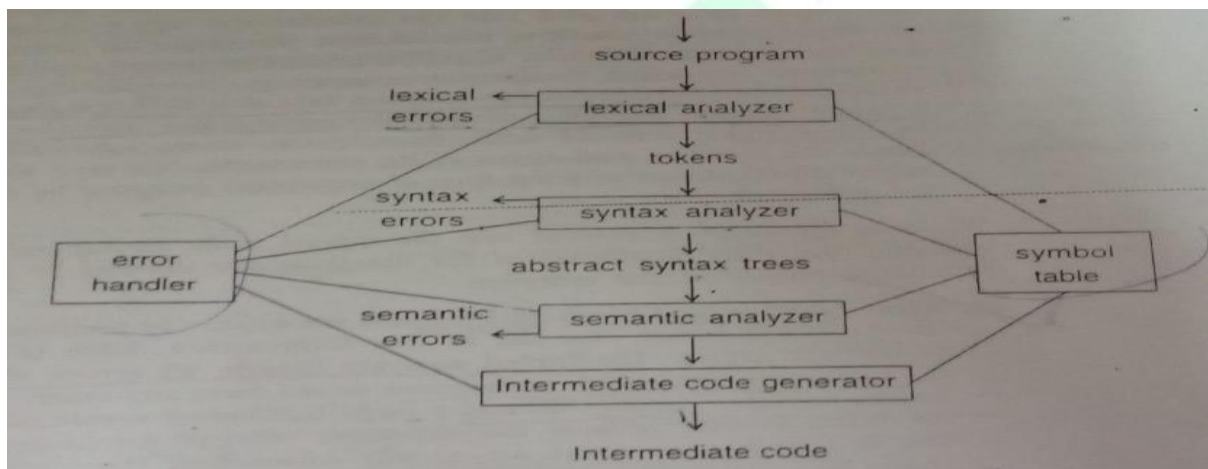 source program
lexical
errors
lexical analyzer
tokens
syntax
errors
syntax analyzer
error
handler
abstract syntax trees
symbol
table
semantic
errors
semantic analyzer
Intermediate code generator
Intermediate code